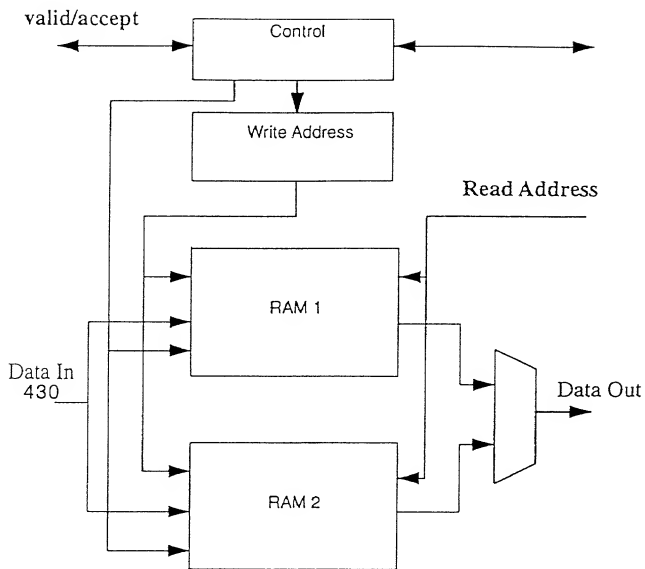 valid/accept
Control
Write Address
Read Address
RAM 1
Data In
430
Data Out
RAM 2